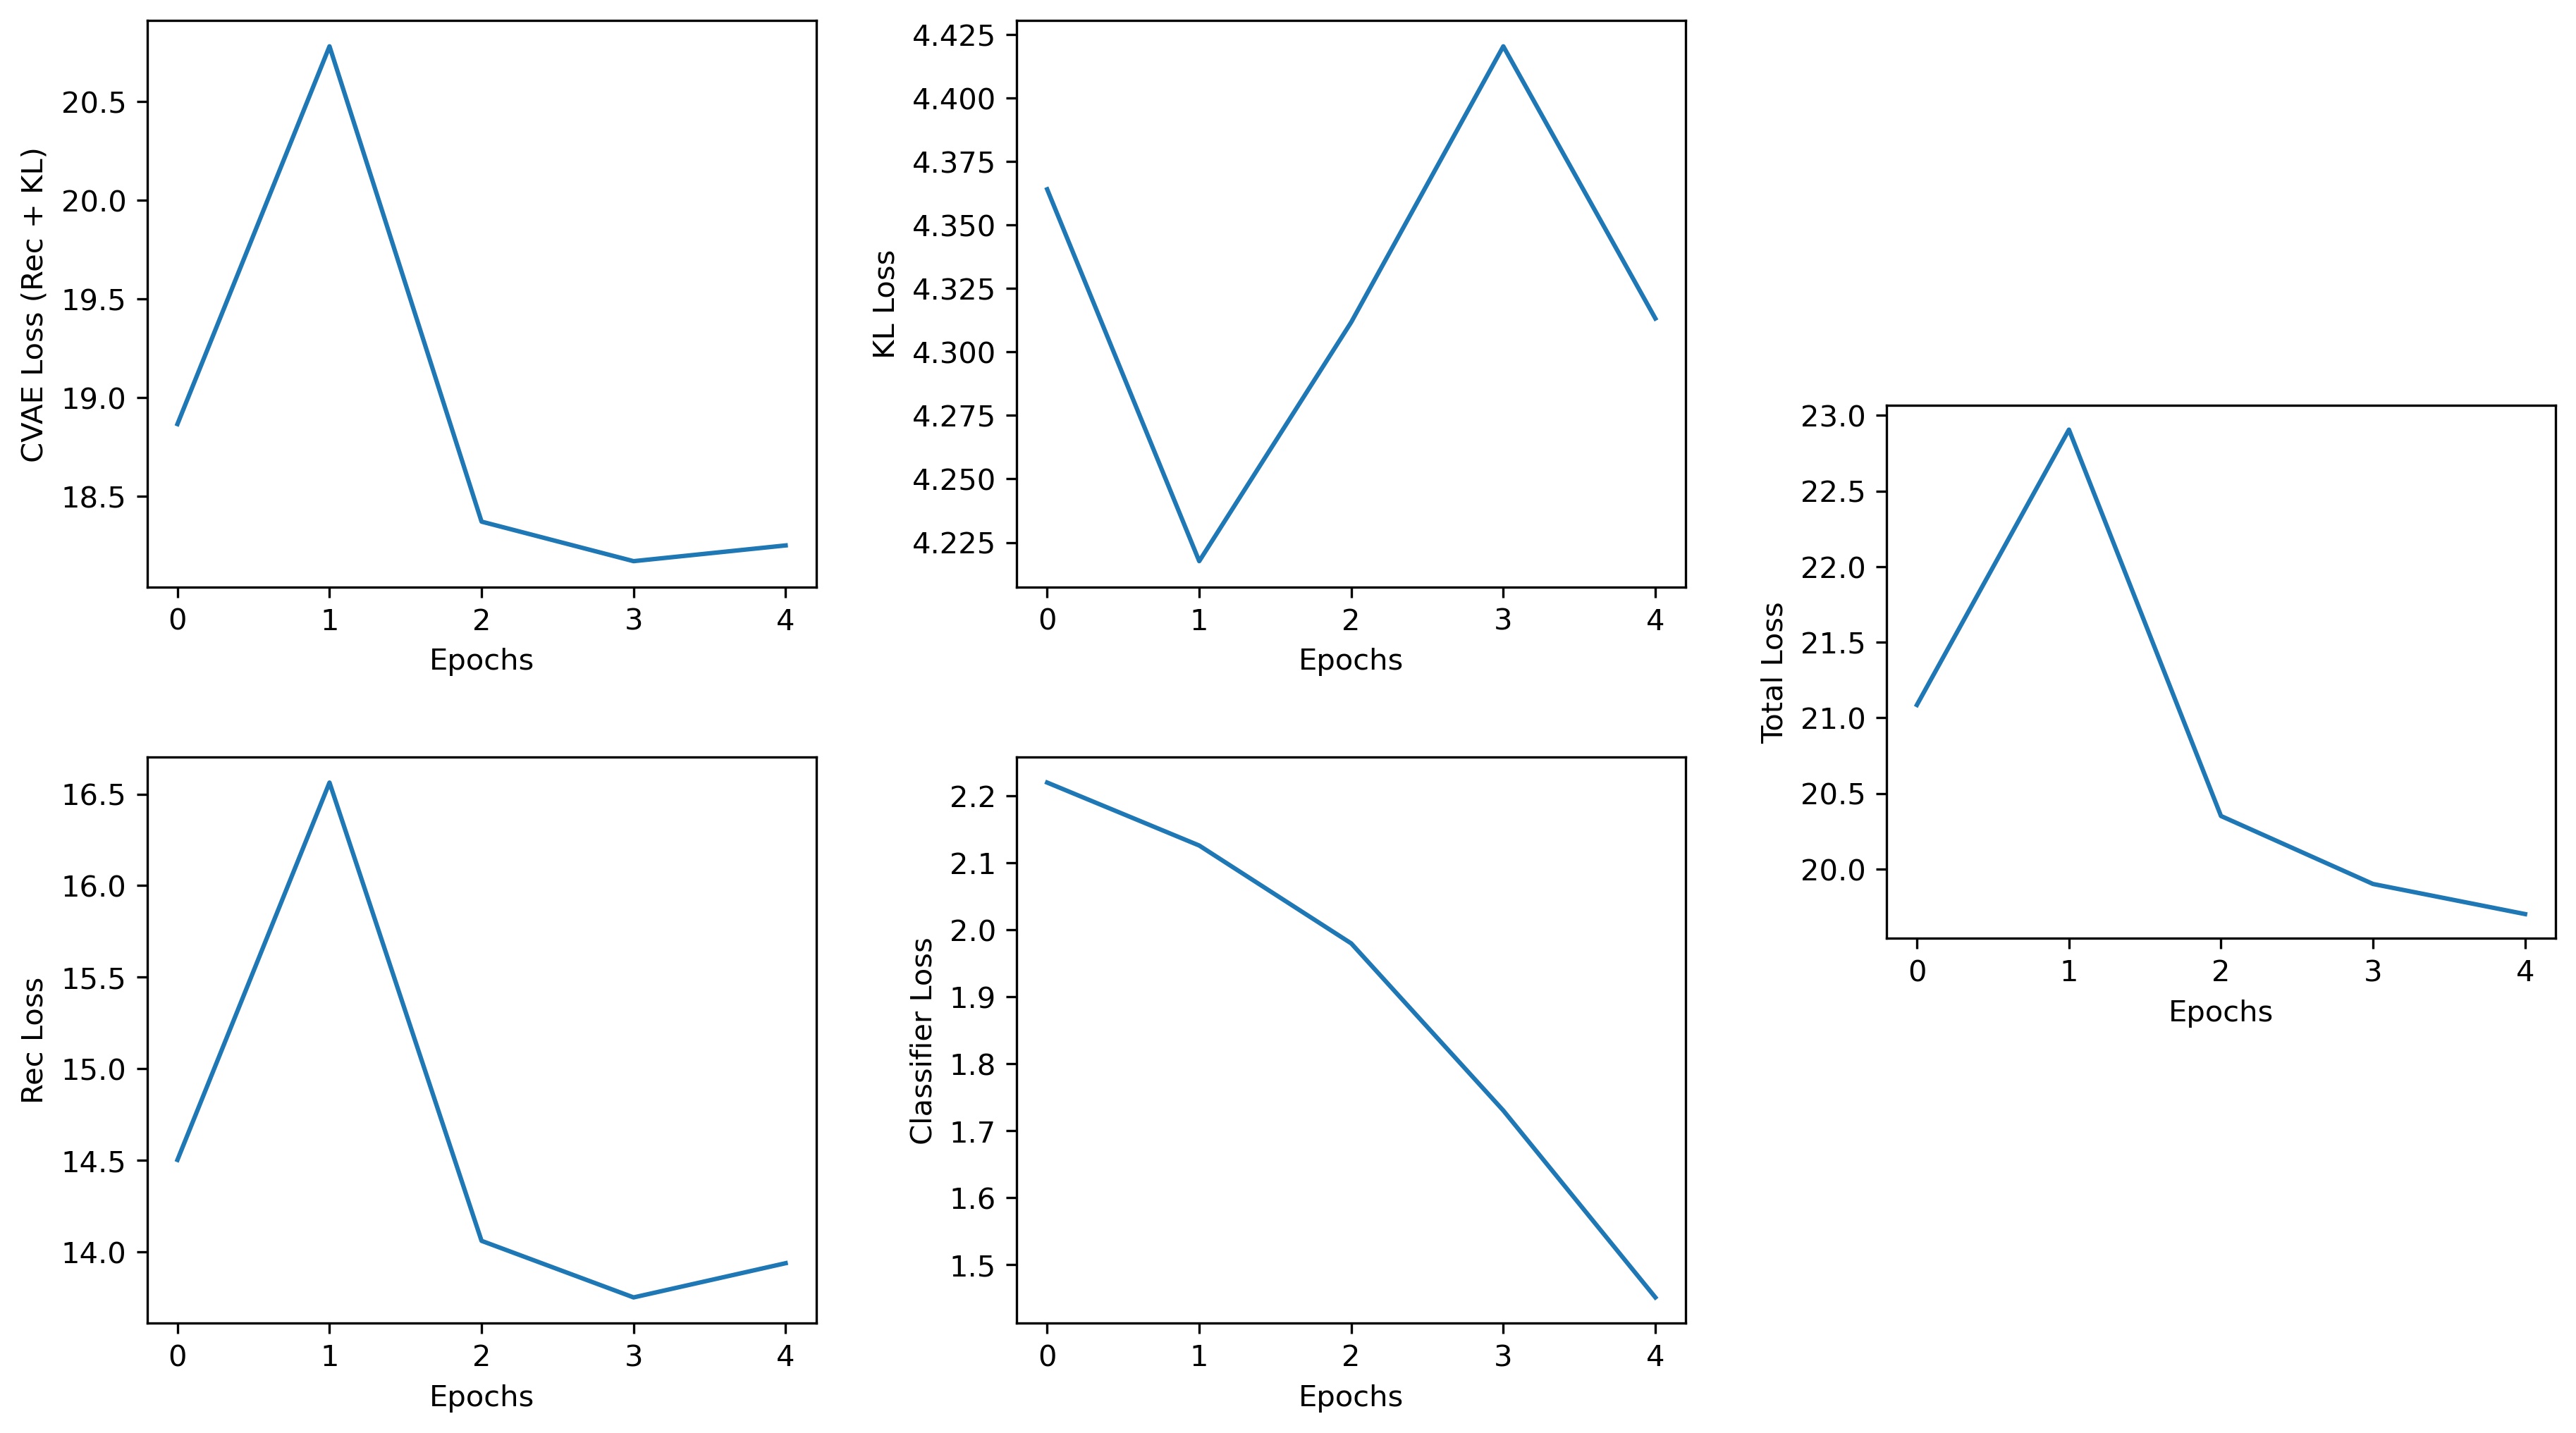 CVAE Loss (Rec + KL)
20.5
20.0
19.5
19.0
18.5
0 1 2 3 4
Epochs
KL Loss
4.425
4.400
4.375
4.350
4.325
4.300
4.275
4.250
4.225
0 1 2 3 4
Epochs
Rec Loss
16.5
16.0
15.5
15.0
14.5
14.0
0 1 2 3 4
Epochs
Classifier Loss
2.2
2.1
2.0
1.9
1.8
1.7
1.6
1.5
0 1 2 3 4
Epochs
Total Loss
23.0
22.5
22.0
21.5
21.0
20.5
20.0
0 1 2 3 4
Epochs